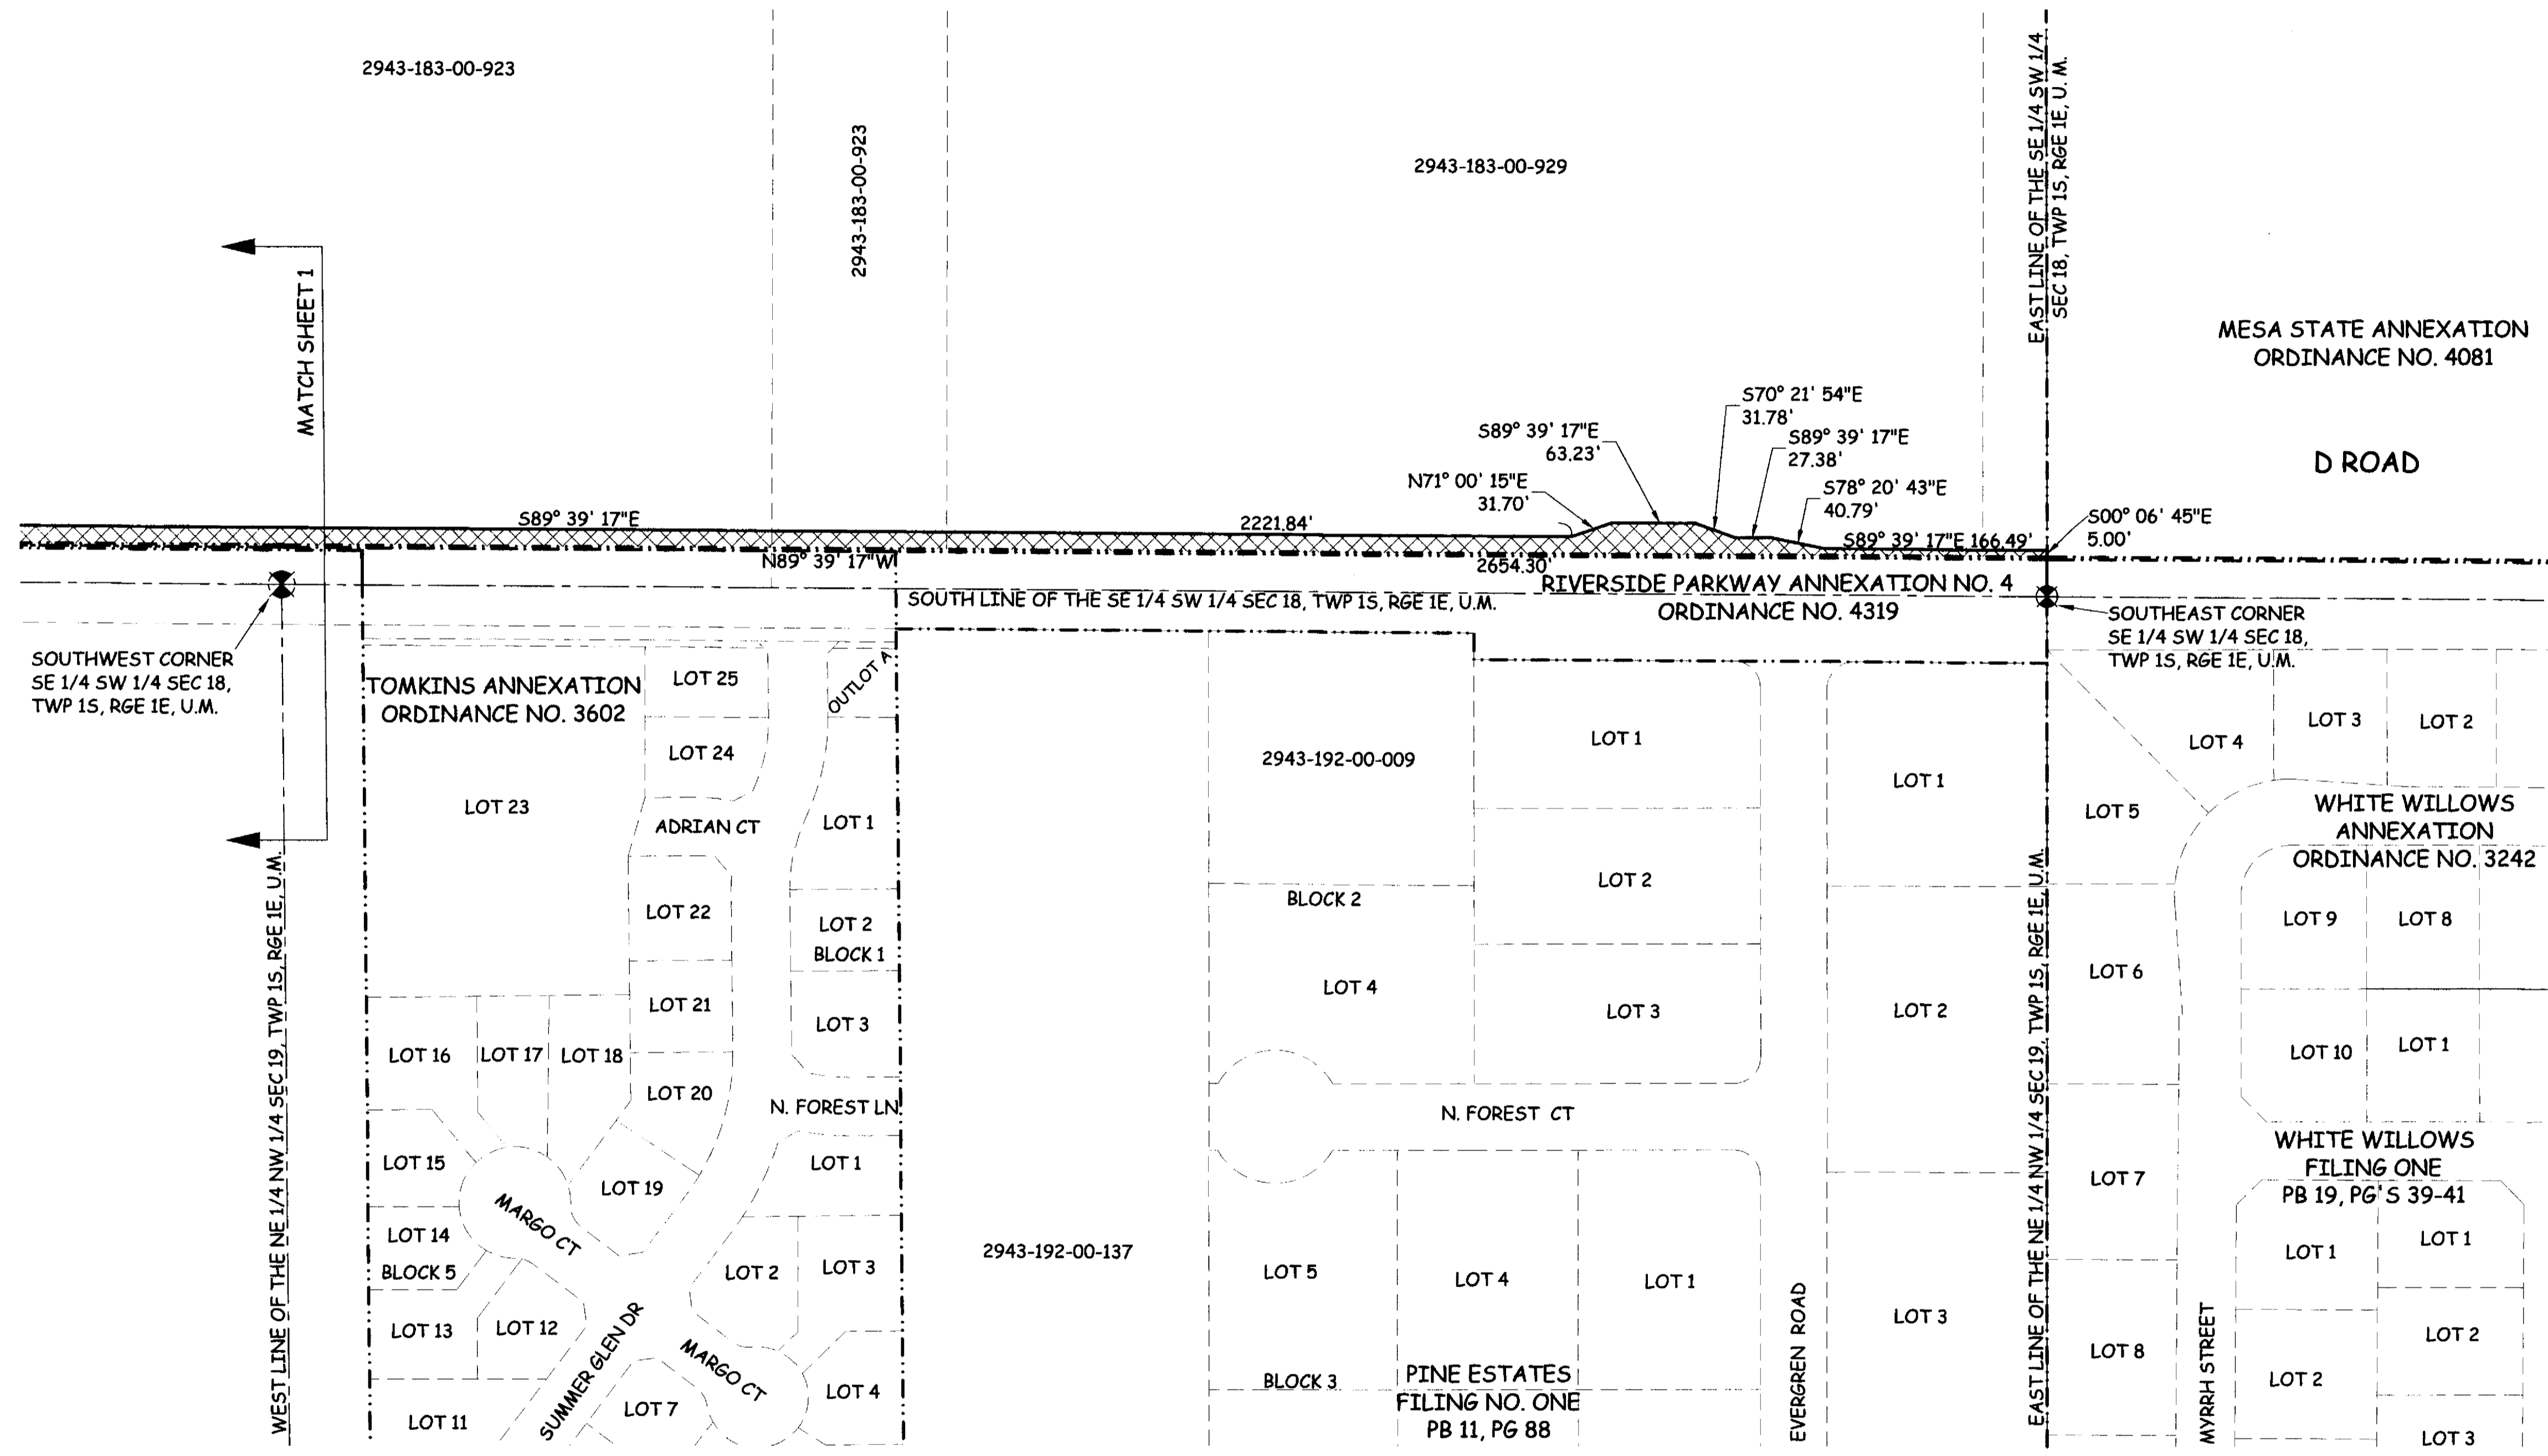 2943-183-00-923
2943-183-00-923
2943-183-00-929
EAST LINE OF THE SE 1/4 SW 1/4
SEC 18, TWP 1S, RGE 1E, U.M.
MATCH SHEET 1
MESA STATE ANNEXATION
ORDINANCE NO. 4081
D ROAD
S70° 21' 54"E
31.78'
S89° 39' 17"E
63.23'
S89° 39' 17"E
27.38'
N71° 00' 15"E
31.70'
S78° 20' 43"E
40.79'
S00° 06' 45"E
5.00'
S89° 39' 17"E
2221.84'
S89° 39' 17"E 166.49'
N89° 39' 17"W
2654.30'
RIVERSIDE PARKWAY ANNEXATION NO. 4
ORDINANCE NO. 4319
SOUTH LINE OF THE SE 1/4 SW 1/4 SEC 18, TWP 1S, RGE 1E, U.M.
SOUTHWEST CORNER
SE 1/4 SW 1/4 SEC 18,
TWP 1S, RGE 1E, U.M.
SOUTHEAST CORNER
SE 1/4 SW 1/4 SEC 18,
TWP 1S, RGE 1E, U.M.
TOMKINS ANNEXATION
ORDINANCE NO. 3602
LOT 25
OUTLOT A
LOT 24
LOT 23
ADRIAN CT
LOT 1
LOT 22
LOT 2
BLOCK 1
LOT 21
LOT 3
LOT 16
LOT 17
LOT 18
LOT 20
N. FOREST LN
LOT 15
LOT 19
LOT 1
MARGO CT
LOT 14
BLOCK 5
LOT 2
LOT 3
LOT 13
LOT 12
SUMMER GLEN DR
MARGO CT
LOT 4
LOT 11
LOT 7
WEST LINE OF THE NE 1/4 NW 1/4 SEC 19, TWP 1S, RGE 1E, U.M.
2943-192-00-137
2943-192-00-009
BLOCK 2
LOT 4
LOT 1
LOT 2
LOT 3
N. FOREST CT
LOT 5
LOT 4
LOT 1
BLOCK 3
PINE ESTATES
FILING NO. ONE
PB 11, PG 88
EVERGREN ROAD
LOT 1
LOT 2
LOT 3
EAST LINE OF THE NE 1/4 NW 1/4 SEC 19, TWP 1S, RGE 1E, U.M.
LOT 4
LOT 3
LOT 2
LOT 5
WHITE WILLOWS
ANNEXATION
ORDINANCE NO. 3242
LOT 9
LOT 8
LOT 6
LOT 10
LOT 1
WHITE WILLOWS
FILING ONE
PB 19, PG'S 39-41
LOT 7
LOT 1
LOT 1
LOT 8
LOT 2
LOT 2
LOT 3
MYRRH STREET